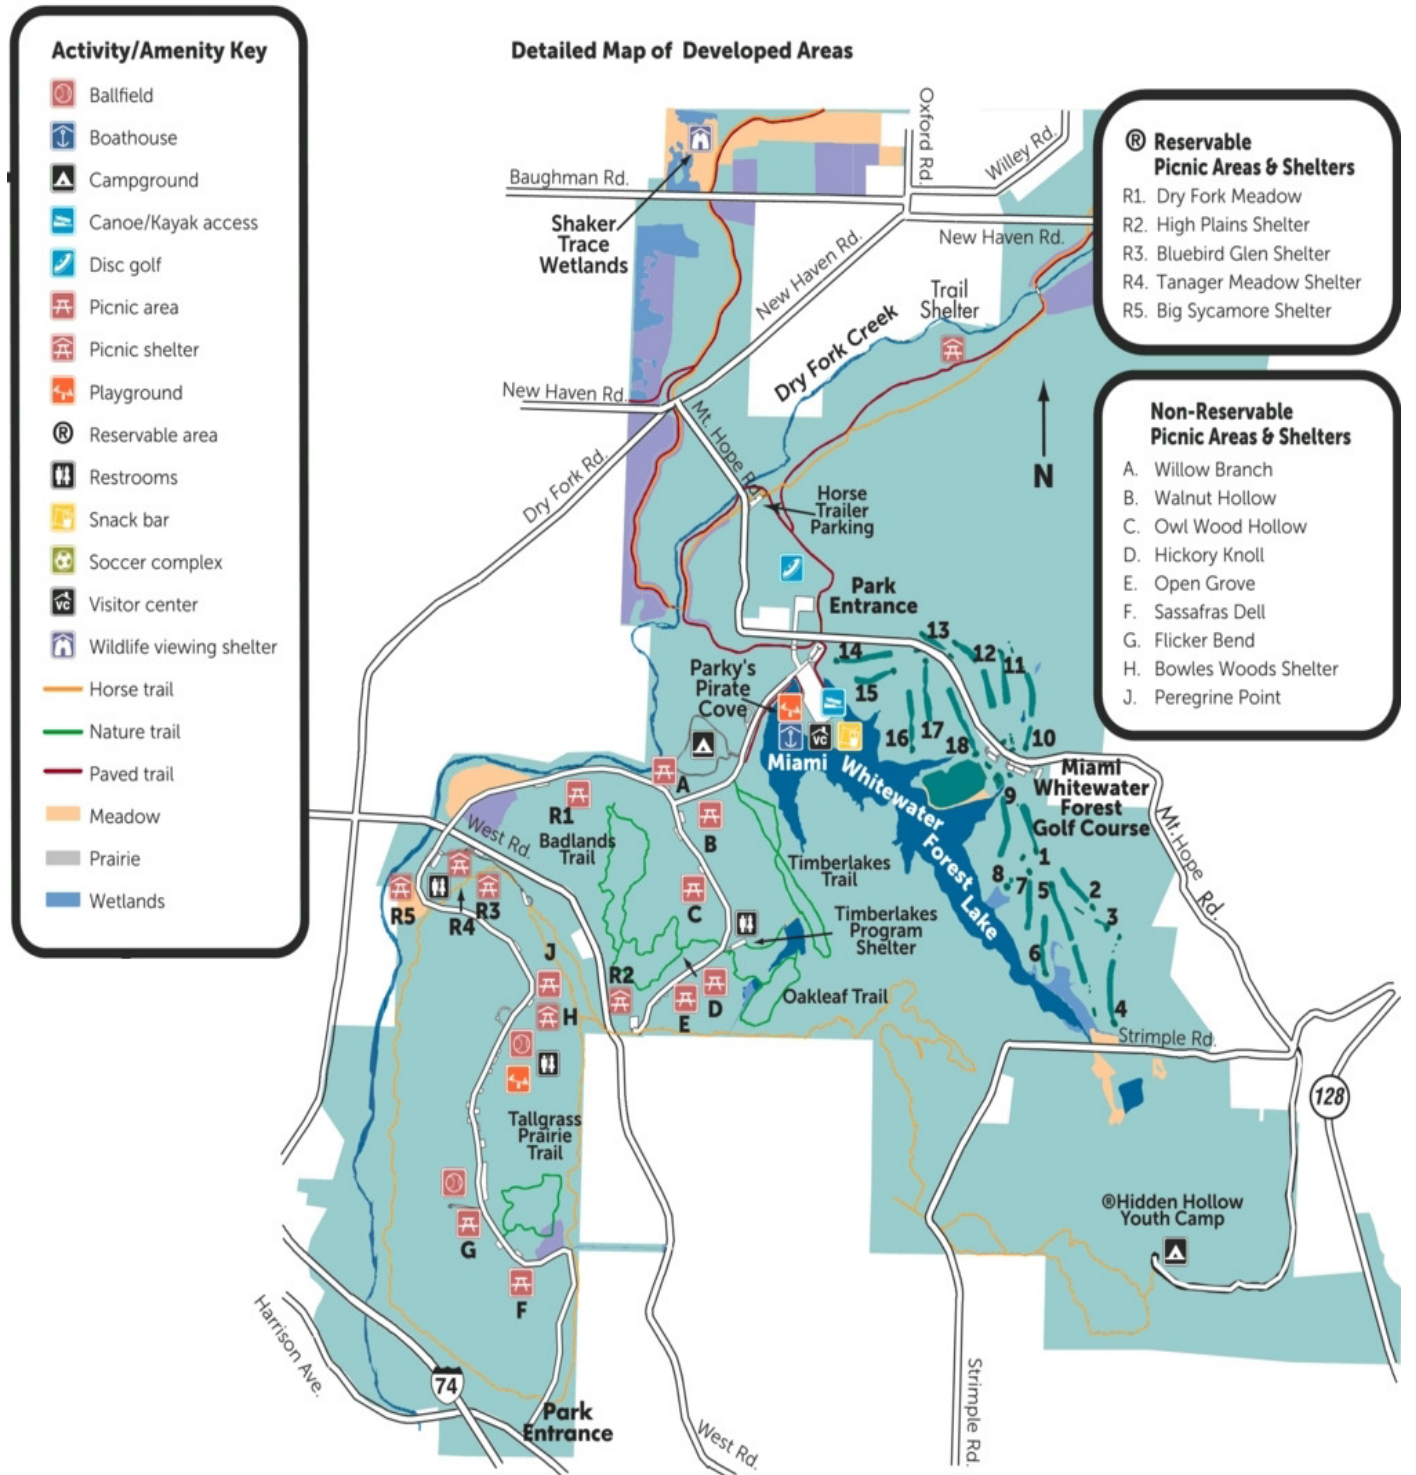 Activity/Amenity Key
Ballfield
Boathouse
Campground
Canoe/Kayak access
Disc golf
Picnic area
Picnic shelter
Playground
® Reservable area
Restrooms
Snack bar
Soccer complex
VC Visitor center
Wildlife viewing shelter
Horse trail
Nature trail
Paved trail
Meadow
Prairie
Wetlands
Detailed Map of Developed Areas
® Reservable
Picnic Areas & Shelters
R1. Dry Fork Meadow
R2. High Plains Shelter
R3. Bluebird Glen Shelter
R4. Tanager Meadow Shelter
R5. Big Sycamore Shelter
Non-Reservable
Picnic Areas & Shelters
A. Willow Branch
B. Walnut Hollow
C. Owl Wood Hollow
D. Hickory Knoll
E. Open Grove
F. Sassafras Dell
G. Flicker Bend
H. Bowles Woods Shelter
J. Peregrine Point
Oxford Rd.
Willey Rd.
Baughman Rd.
Shaker
Trace
Wetlands
New Haven Rd.
New Haven Rd.
Trail
Shelter
Dry Fork Creek
New Haven Rd.
Mt. Hope Rd.
N
Dry Fork Rd.
Horse
Trailer
Parking
Park
Entrance
13
14
12
11
15
Parky's
Pirate
Cove
16
17
18
10
VC
Miami
Whitewater
Forest
Lake
Miami
Whitewater
Forest
Golf Course
9
A
R1
B
West Rd.
Badlands
Trail
Timberlakes
Trail
Mt. Hope Rd.
1
8
7
5
2
3
R5
R4
R3
C
Timberlakes
Program
Shelter
J
6
R2
D
E
Oakleaf Trail
4
H
Strimple Rd.
128
Tallgrass
Prairie
Trail
®Hidden Hollow
Youth Camp
G
F
Harrison Ave.
74
Park
Entrance
West Rd.
Strimple Rd.